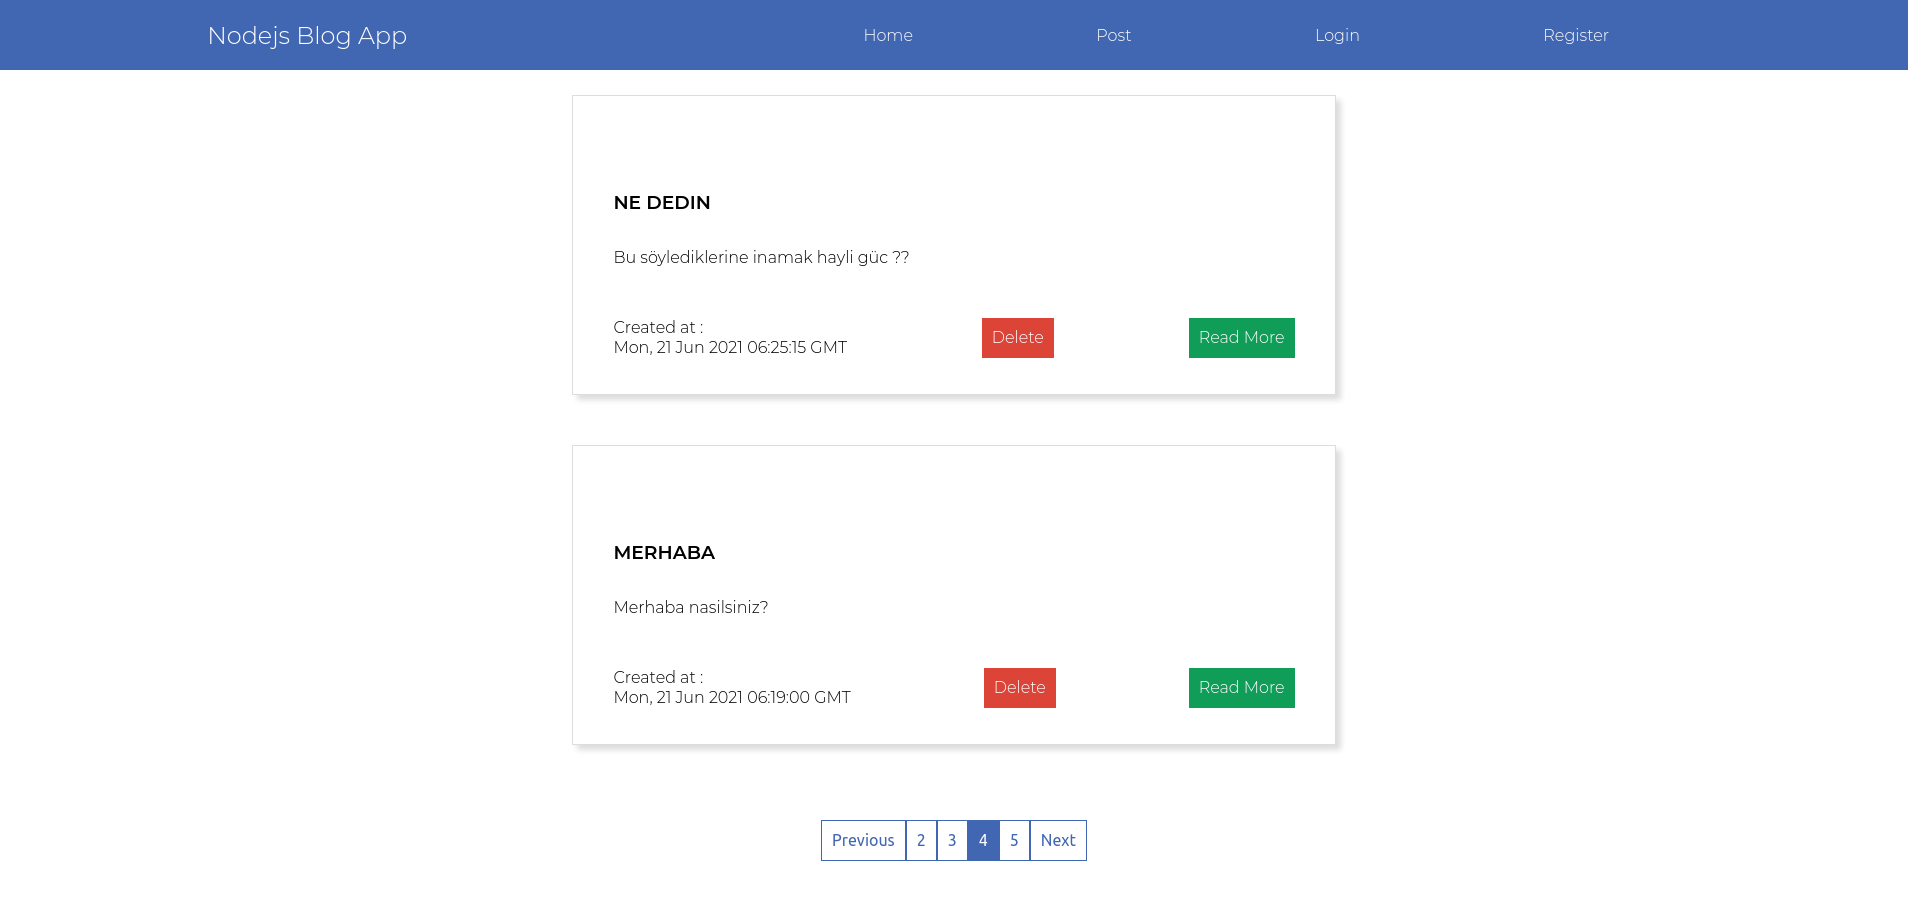 Nodejs Blog App Home Post Login Register
NE DEDIN
Bu söylediklerine inamak hayli güc ??
Created at :
Mon, 21 Jun 2021 06:25:15 GMT
Delete
Read More
MERHABA
Merhaba nasilsiniz?
Created at :
Mon, 21 Jun 2021 06:19:00 GMT
Delete
Read More
Previous 2 3 4 5 Next